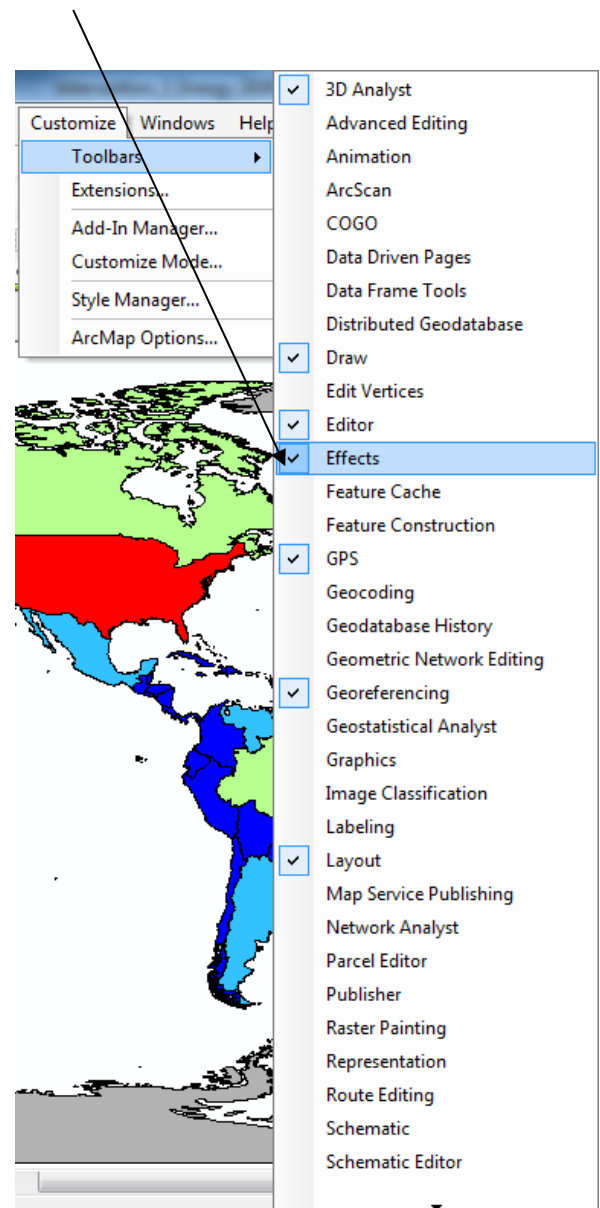 Customize Windows Help
Toolbars
Extensions...
Add-In Manager...
Customize Mode...
Style Manager...
ArcMap Options...
3D Analyst
Advanced Editing
Animation
ArcScan
COGO
Data Driven Pages
Data Frame Tools
Distributed Geodatabase
Draw
Edit Vertices
Editor
Effects
Feature Cache
Feature Construction
GPS
Geocoding
Geodatabase History
Geometric Network Editing
Georeferencing
Geostatistical Analyst
Graphics
Image Classification
Labeling
Layout
Map Service Publishing
Network Analyst
Parcel Editor
Publisher
Raster Painting
Representation
Route Editing
Schematic
Schematic Editor